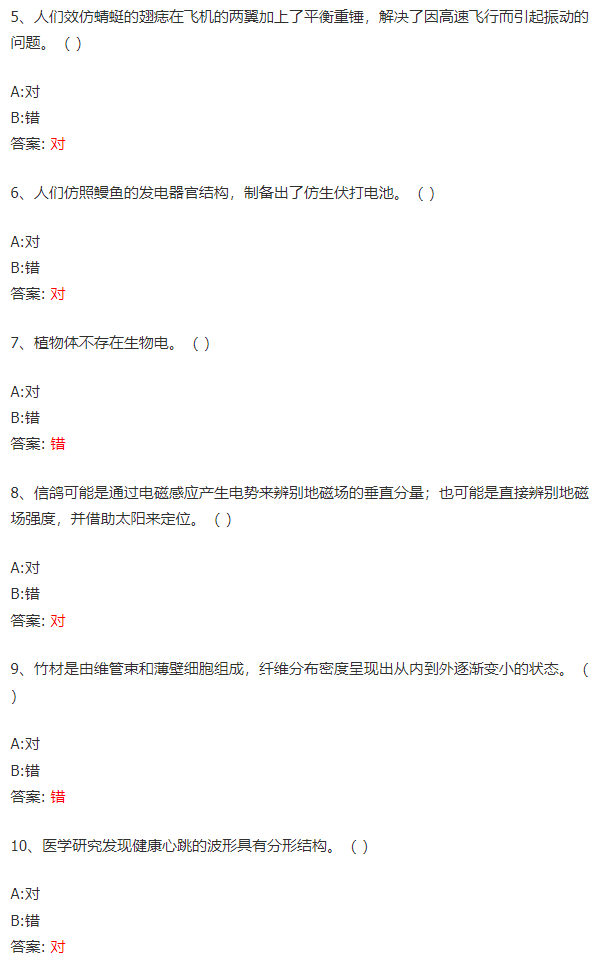 5、人们效仿蜻蜓的翅痣在飞机的两翼加上了平衡重锤，解决了因高速飞行而引起振动的
问题。（ ）
A:对
B:错
答案: 对
6、人们仿照鳗鱼的发电器官结构，制备出了仿生伏打电池。（ ）
A:对
B:错
答案: 对
7、植物体不存在生物电。（ ）
A:对
B:错
答案: 错
8、信鸽可能是通过电磁感应产生电势来辨别地磁场的垂直分量；也可能是直接辨别地磁
场强度，并借助太阳来定位。（ ）
A:对
B:错
答案: 对
9、竹材是由维管束和薄壁细胞组成，纤维分布密度呈现出从内到外逐渐变小的状态。（
）
A:对
B:错
答案: 错
10、医学研究发现健康心跳的波形具有分形结构。（ ）
A:对
B:错
答案: 对